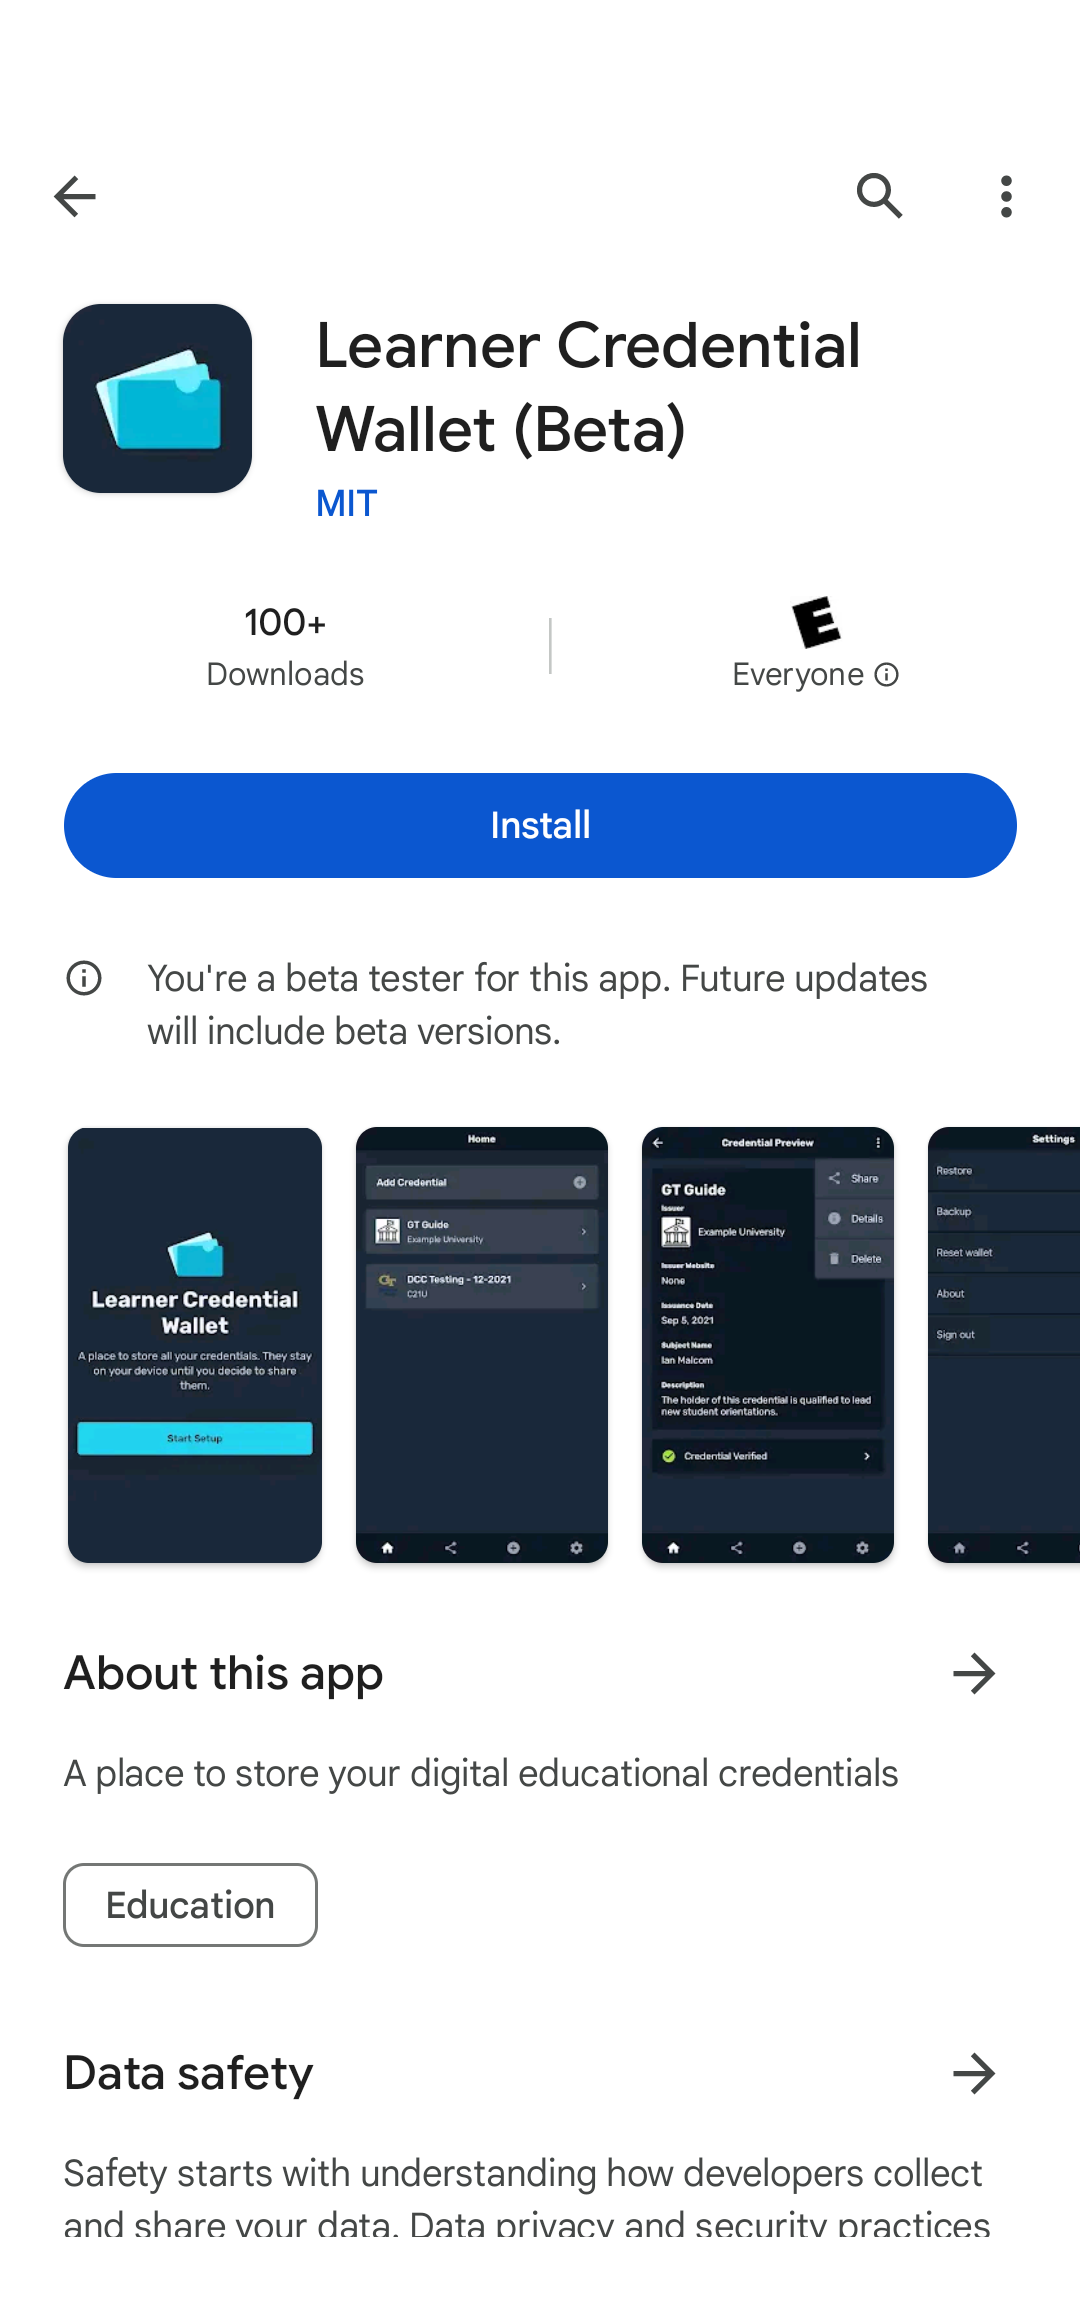 Learner Credential
Wallet (Beta)
MIT
100+
Downloads
E
Everyone
Install
You're a beta tester for this app. Future updates
will include beta versions.
Learner Credential
Wallet
A place to store all your credentials. They stay
on your device until you decide to share
them.
Start Setup
Home
Add Credential
GT Guide
Example University
GT
DCC Testing - 12-2021
C21U
Credential Preview
Share
Details
Delete
GT Guide
Issuer
Example University
Issuer Website
None
Issuance Date
Sep 5, 2021
Subject Name
Ian Malcom
Description
The holder of this credential is qualified to lead
new student orientations.
Credential Verified
Settings
Restore
Backup
Reset wallet
About
Sign out
About this app
A place to store your digital educational credentials
Education
Data safety
Safety starts with understanding how developers collect
and share your data. Data privacy and security practices